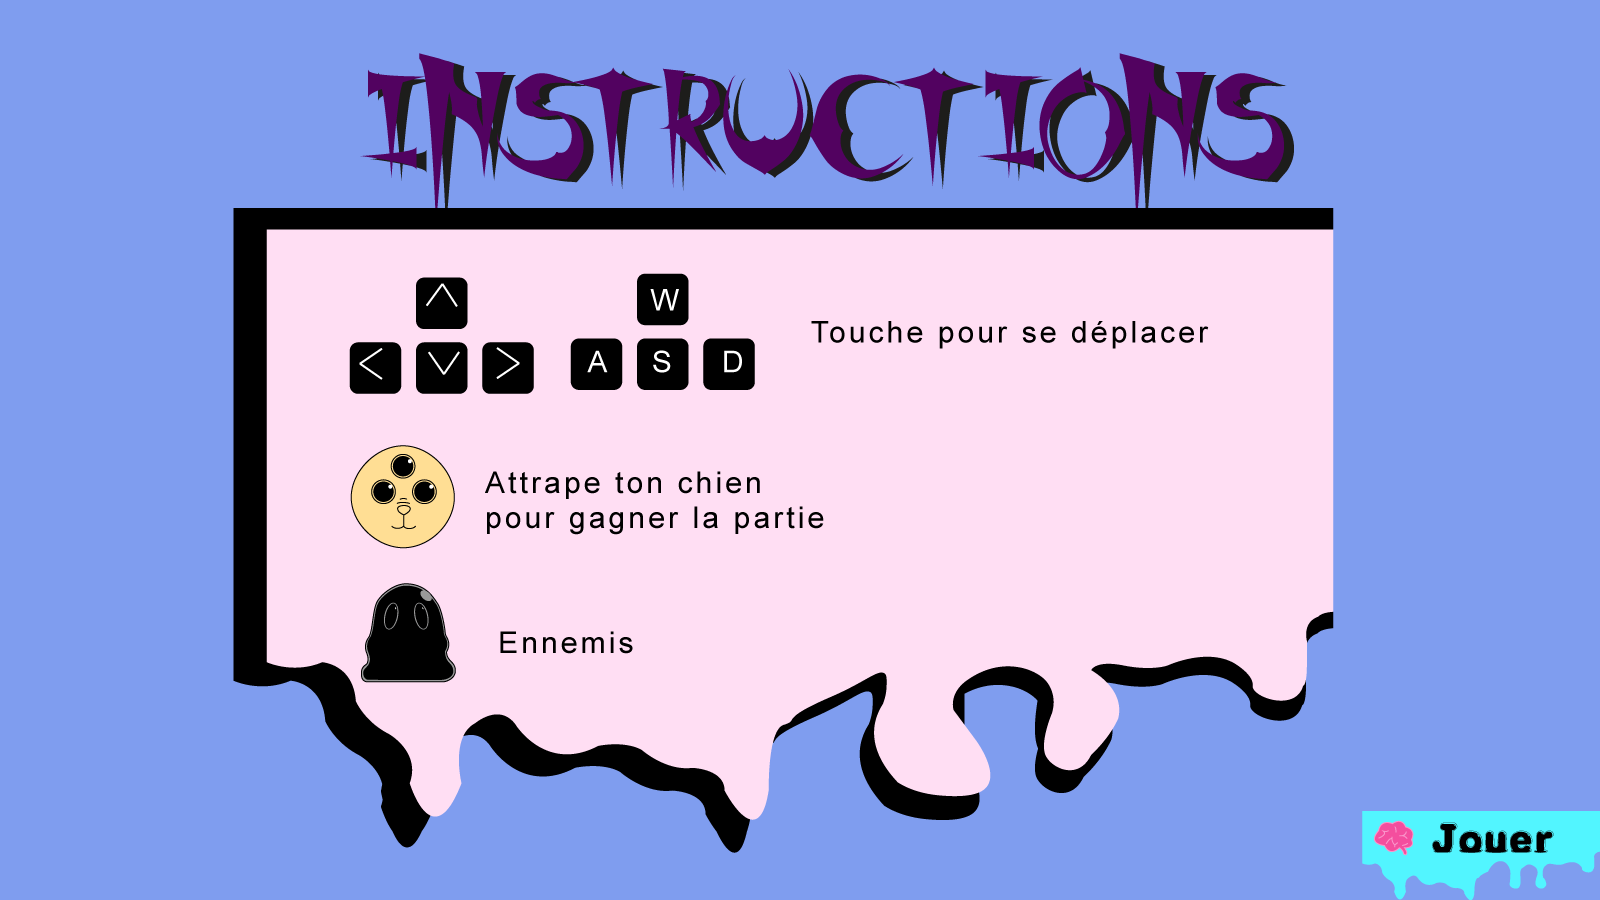 INSTRUCTIONS
W
A S D
Touche pour se déplacer
Attrape ton chien
pour gagner la partie
Ennemis
Jouer